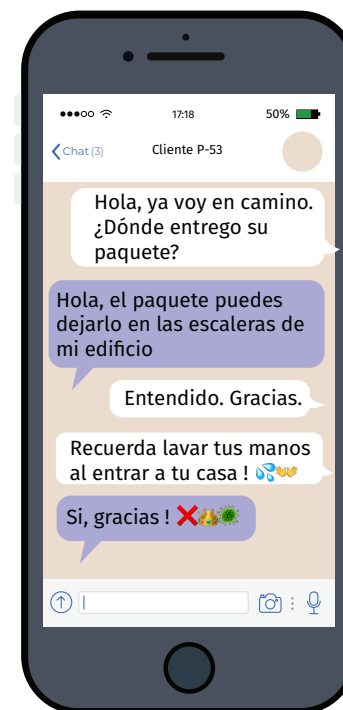 17:18
50%
Chat (3)
Cliente P-53
Hola, ya voy en camino.
¿Dónde entrego su
paquete?
Hola, el paquete puedes
dejarlo en las escaleras de
mi edificio
Entendido. Gracias.
Recuerda lavar tus manos
al entrar a tu casa ! 💦👐
Si, gracias ! ❌👑🦠